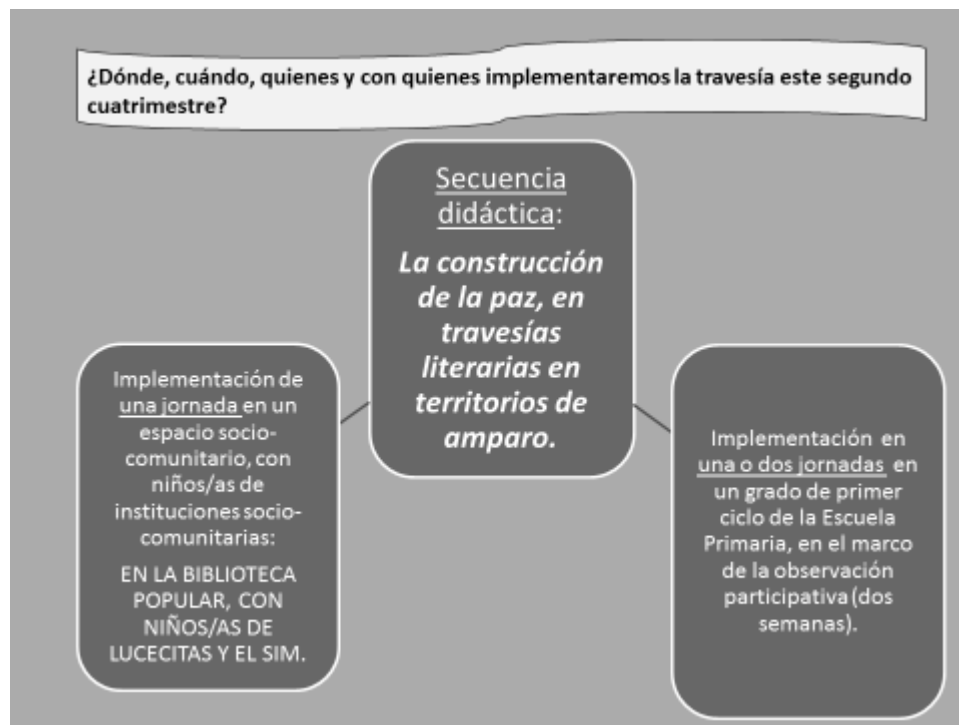 ¿Dónde, cuándo, quienes y con quienes implementaremos la travesía este segundo
cuatrimestre?
Secuencia
didáctica:
La construcción
de la paz, en
travesías
literarias en
territorios de
amparo.
Implementación de
una jornada en un
espacio socio-
comunitario, con
niños/as de
instituciones socio-
comunitarias:
EN LA BIBLIOTECA
POPULAR, CON
NIÑOS/AS DE
LUCECITAS Y EL SIM.
Implementación en
una o dos jornadas en
un grado de primer
ciclo de la Escuela
Primaria, en el marco
de la observación
participativa (dos
semanas).